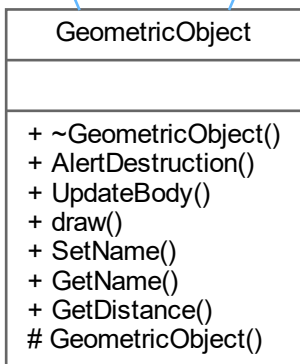 GeometricObject
+ ~GeometricObject()
+ AlertDestruction()
+ UpdateBody()
+ draw()
+ SetName()
+ GetName()
+ GetDistance()
# GeometricObject()